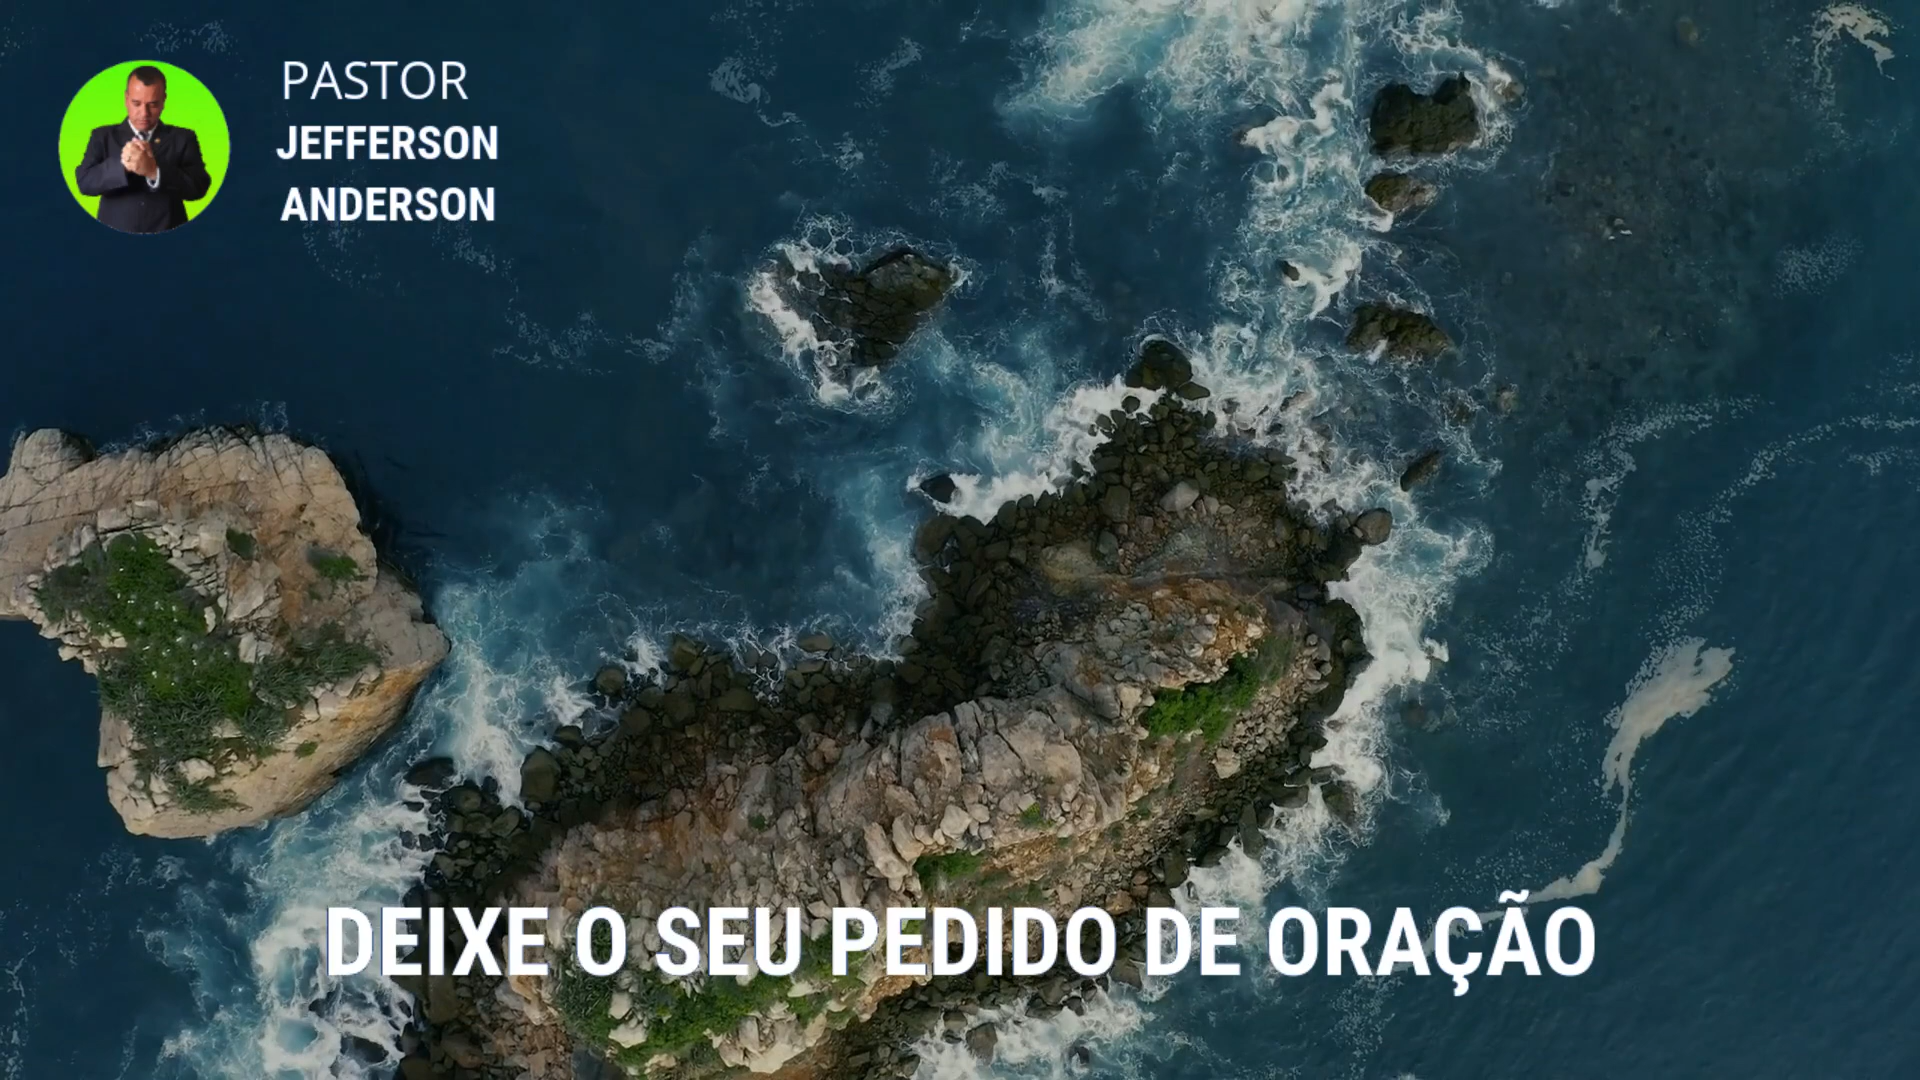 PASTOR
JEFFERSON
ANDERSON
DEIXE O SEU PEDIDO DE ORAÇÃO